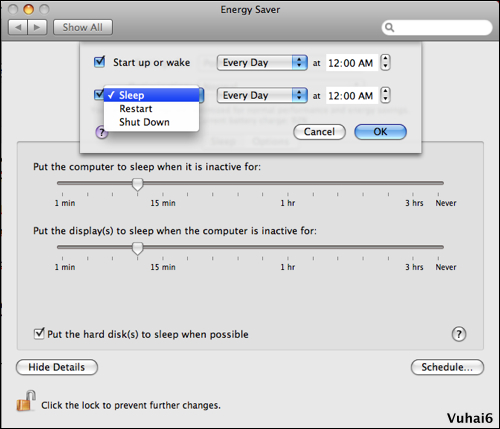 Energy Saver
Show All
Start up or wake Every Day at 12:00 AM
Sleep Every Day at 12:00 AM
Restart
Shut Down
? Cancel OK
Put the computer to sleep when it is inactive for:
1 min 15 min 1 hr 3 hrs Never
Put the display(s) to sleep when the computer is inactive for:
1 min 15 min 1 hr 3 hrs Never
Put the hard disk(s) to sleep when possible ?
Hide Details Schedule...
Click the lock to prevent further changes.
Vuhai6